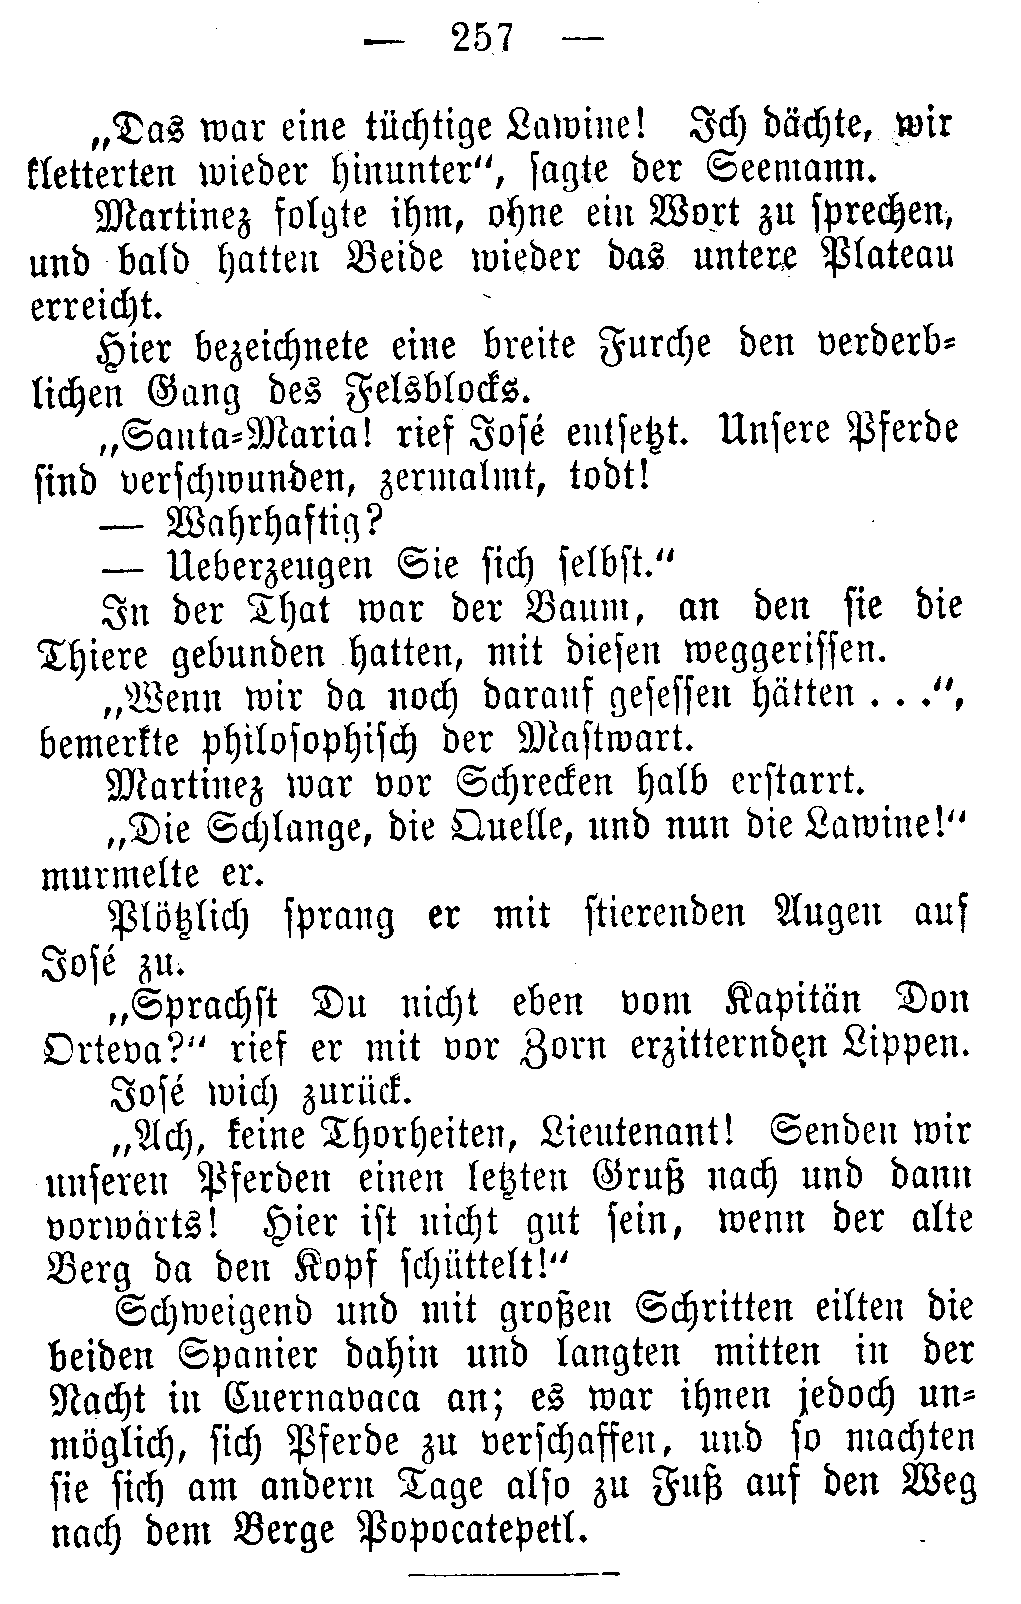 — 257 —
„Das war eine tüchtige Lawine! Ich dächte, wir
kletterten wieder hinunter“, sagte der Seemann.
Martinez folgte ihm, ohne ein Wort zu sprechen,
und bald hatten Beide wieder das untere Plateau
erreicht.
Hier bezeichnete eine breite Furche den verderb-
lichen Gang des Felsblocks.
„Santa-Maria! rief José entsetzt. Unsere Pferde
sind verschwunden, zermalmt, todt!
— Wahrhaftig?
— Ueberzeugen Sie sich selbst.“
In der That war der Baum, an den sie die
Thiere gebunden hatten, mit diesen weggerissen.
„Wenn wir da noch darauf gesessen hätten . . .“,
bemerkte philosophisch der Mastwart.
Martinez war vor Schrecken halb erstarrt.
„Die Schlange, die Quelle, und nun die Lawine!“
murmelte er.
Plötzlich sprang er mit stierenden Augen auf
José zu.
„Sprachst Du nicht eben vom Kapitän Don
Orteva?“ rief er mit vor Zorn erzitternden Lippen.
José wich zurück.
„Ach, keine Thorheiten, Lieutenant! Senden wir
unseren Pferden einen letzten Gruß nach und dann
vorwärts! Hier ist nicht gut sein, wenn der alte
Berg da den Kopf schüttelt!“
Schweigend und mit großen Schritten eilten die
beiden Spanier dahin und langten mitten in der
Nacht in Cuernavaca an; es war ihnen jedoch un-
möglich, sich Pferde zu verschaffen, und so machten
sie sich am andern Tage also zu Fuß auf den Weg
nach dem Berge Popocatepetl.